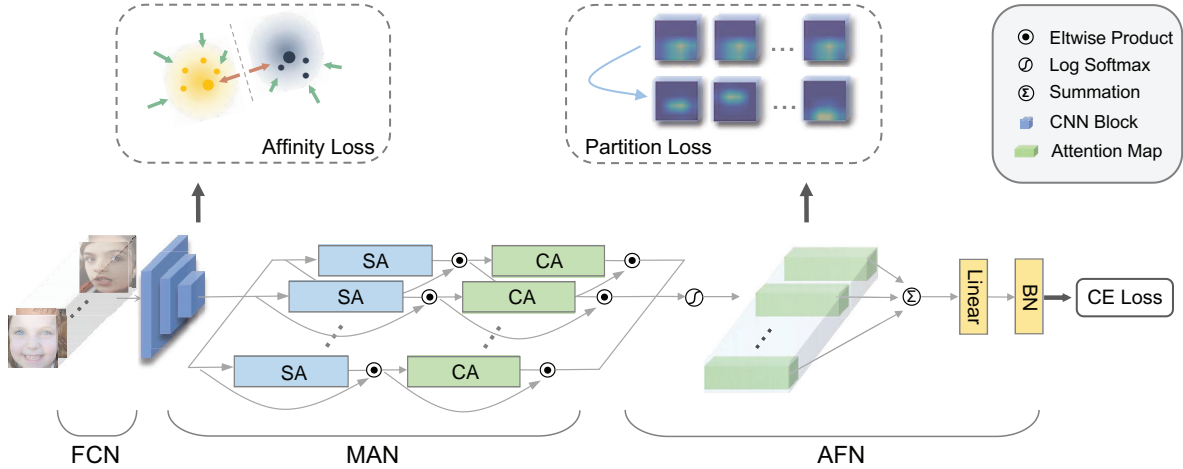 Affinity Loss
Partition Loss
Eltwise Product
Log Softmax
Σ Summation
CNN Block
Attention Map
SA
CA
SA
CA
SA
CA
Σ
Linear
BN
CE Loss
FCN
MAN
AFN